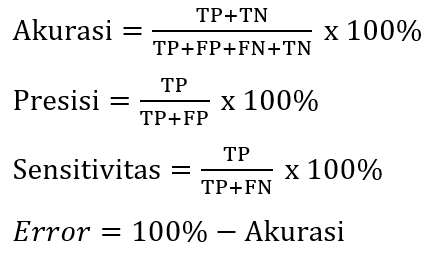 Akurasi = TP+TN / TP+FP+FN+TN x 100%
Presisi = TP / TP+FP x 100%
Sensitivitas = TP / TP+FN x 100%
Error = 100% − Akurasi